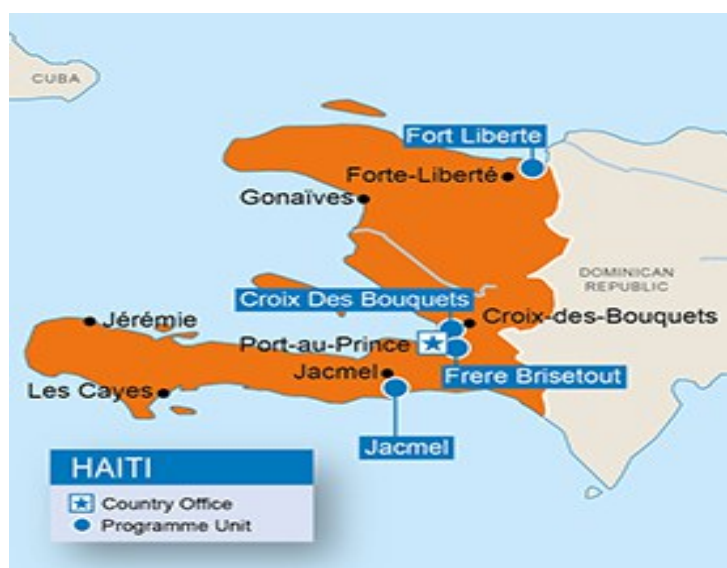 CUBA
Fort Liberte
Forte-Liberté
Gonaïves
DOMINICAN
REPUBLIC
Croix Des Bouquets
Croix-des-Bouquets
Jérémie
Port-au-Prince
Jacmel
Frere Brisetout
Les Cayes
Jacmel
HAITI
Country Office
Programme Unit